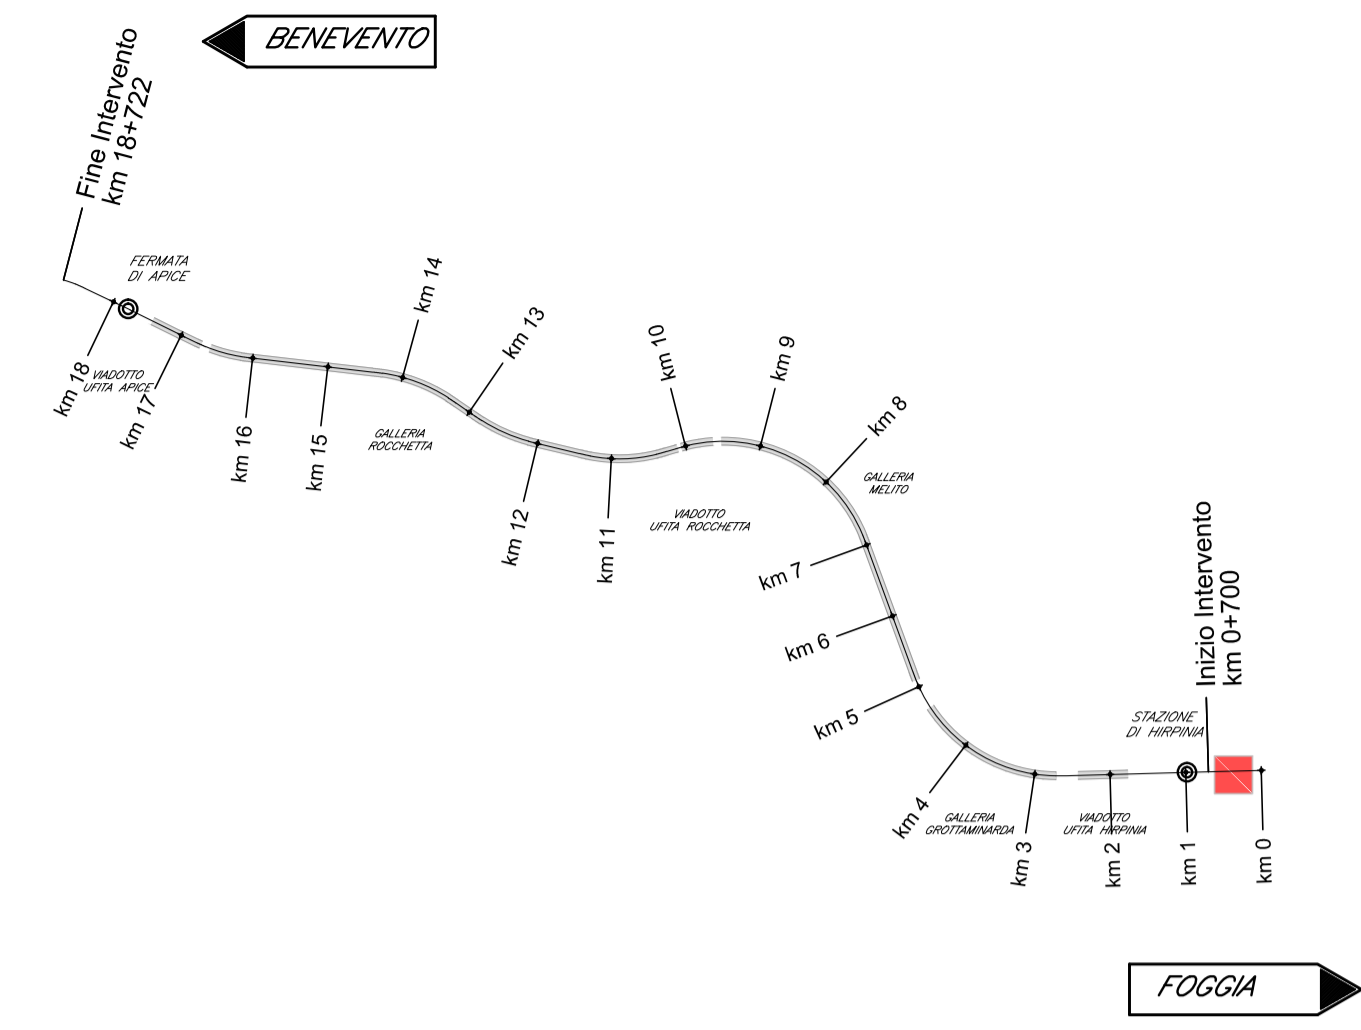 BENEVENTO
Fine Intervento
km 18+722
FERMATA
DI APICE
km 18
VIADOTTO
UFITA APICE
km 17
km 16
km 15
km 14
GALLERIA
ROCCHETTA
km 13
km 12
km 11
km 10
VIADOTTO
UFITA ROCCHETTA
km 9
km 8
GALLERIA
MELITO
km 7
km 6
km 5
km 4
GALLERIA
GROTTAMINARDA
km 3
VIADOTTO
UFITA HIRPINIA
km 2
STAZIONE
DI HIRPINIA
Inizio Intervento
km 0+700
km 1
km 0
FOGGIA